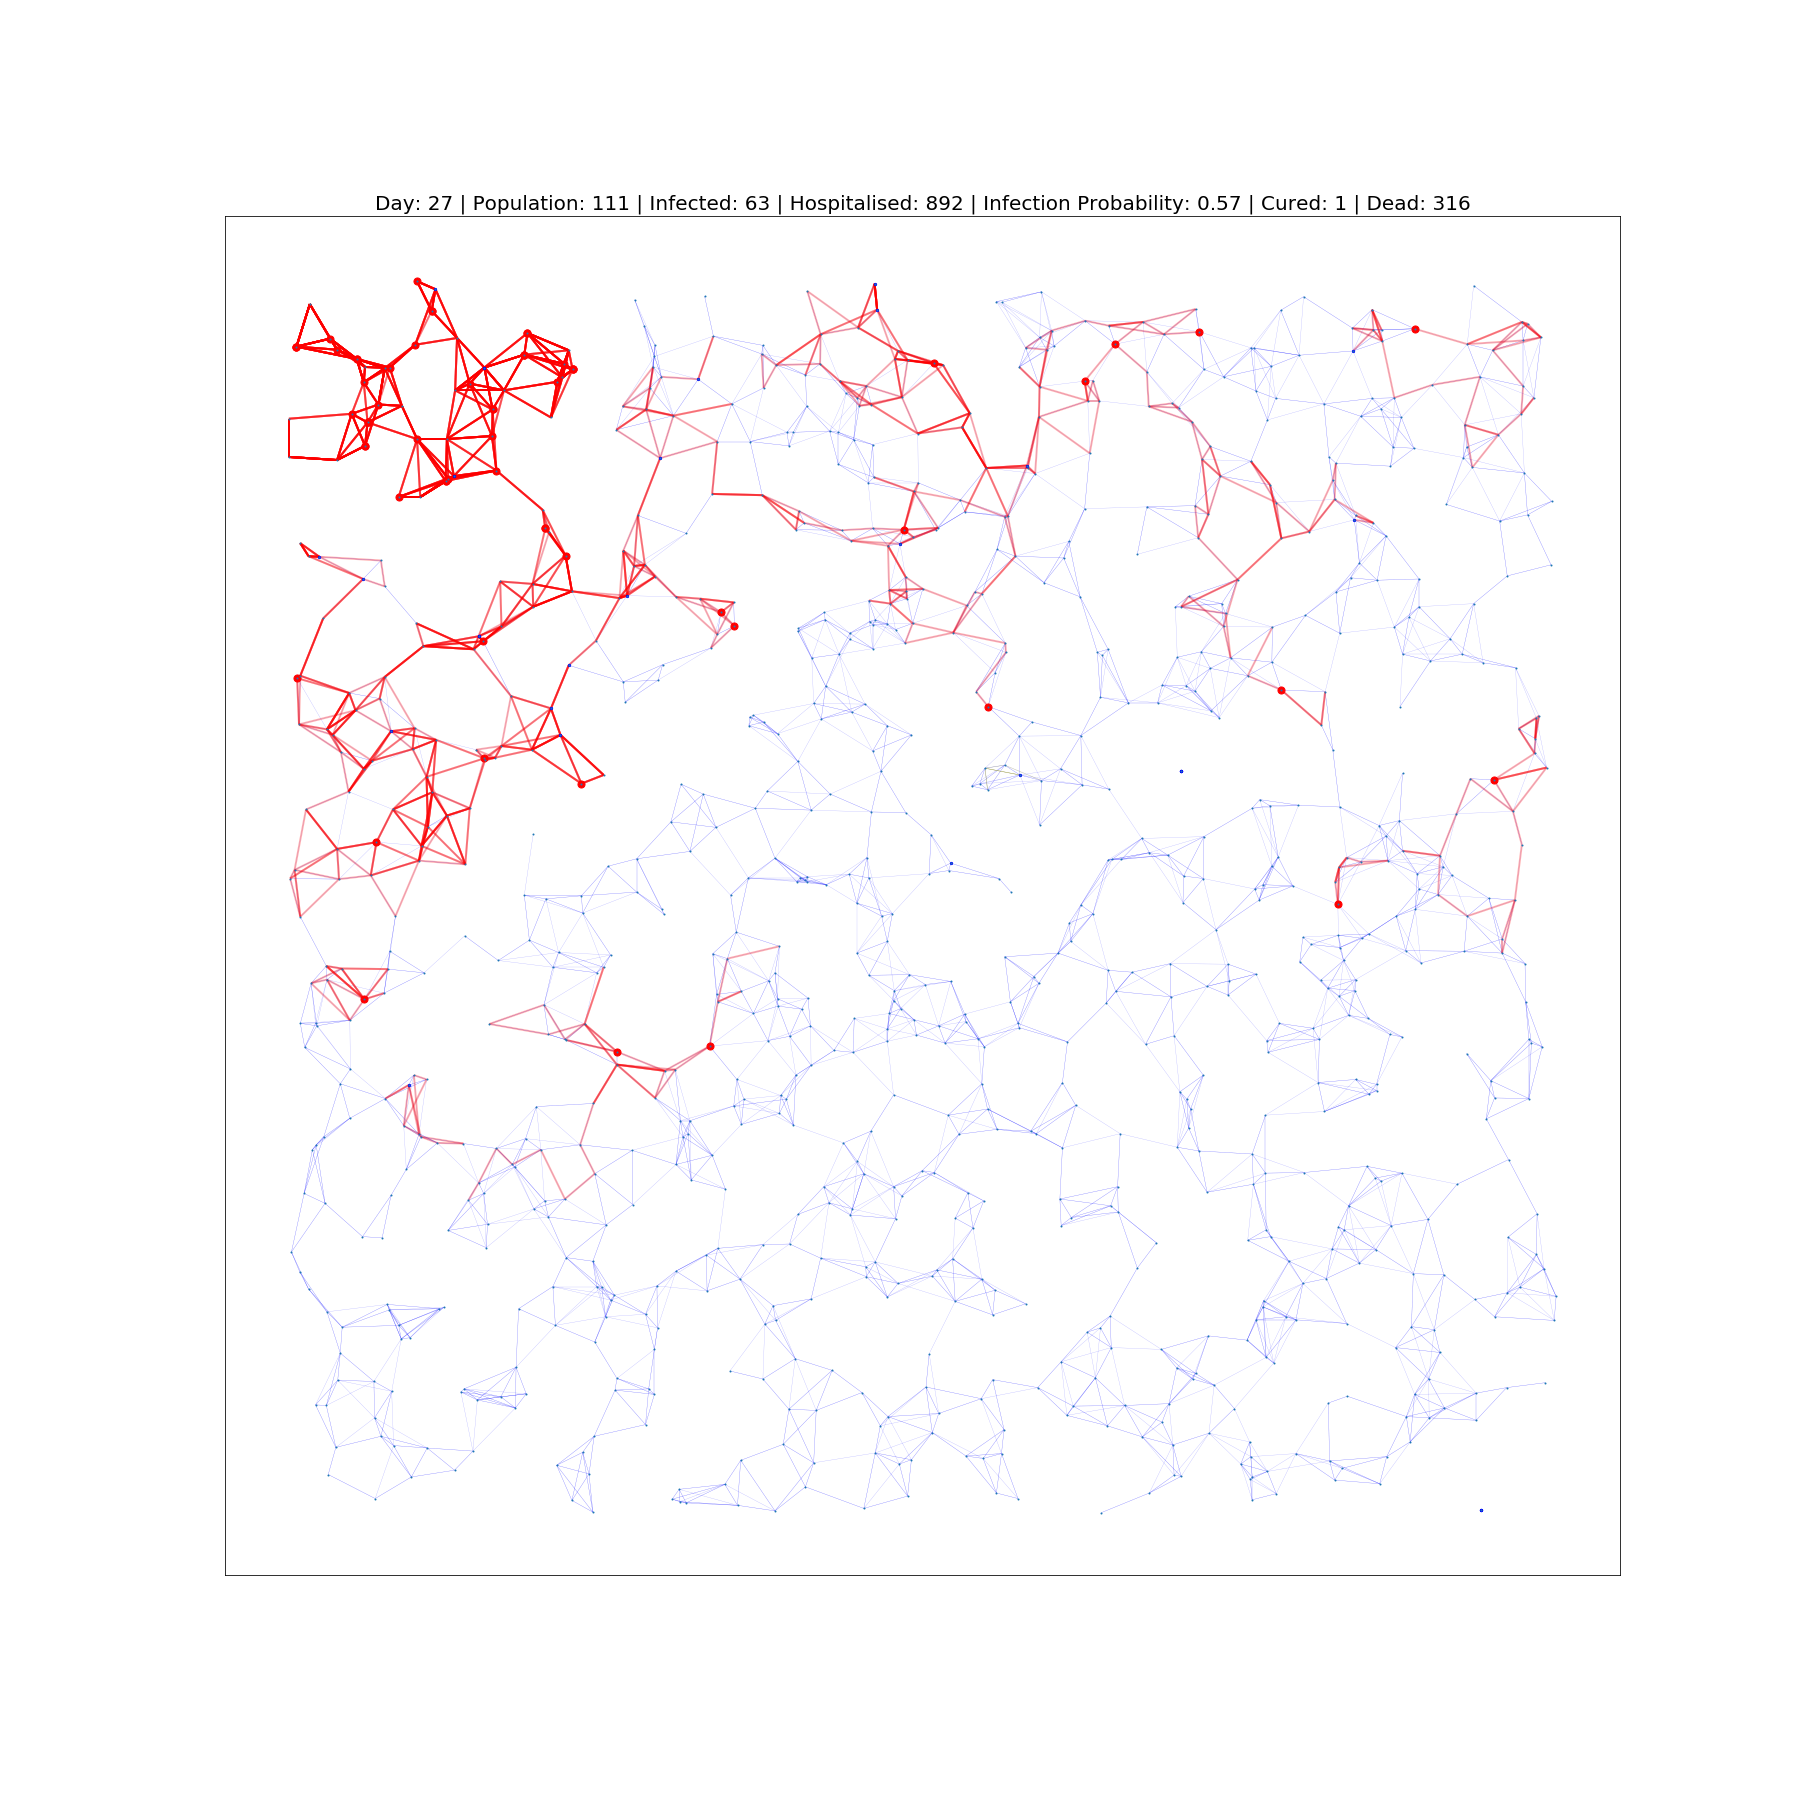 Day: 27 | Population: 111 | Infected: 63 | Hospitalised: 892 | Infection Probability: 0.57 | Cured: 1 | Dead: 316